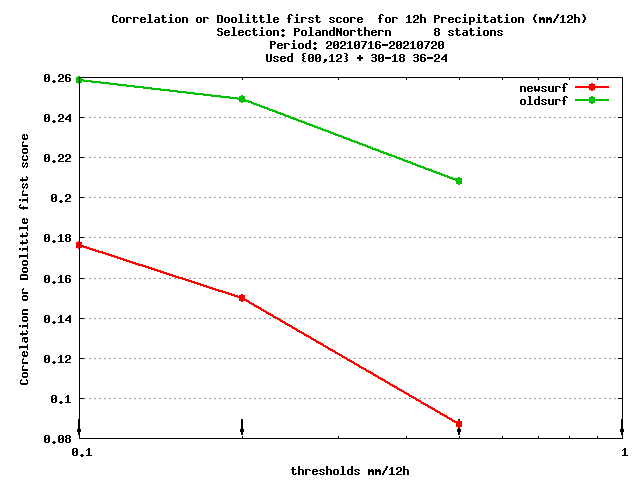 Correlation or Doolittle first score  for 12h Precipitation (mm/12h)
Selection: PolandNorthern      8 stations
Period: 20210716-20210720
Used {00,12} + 30-18 36-24
newsurf
oldsurf
Correlation or Doolittle first score
0.26
0.24
0.22
0.2
0.18
0.16
0.14
0.12
0.1
0.08
0.1
1
thresholds mm/12h